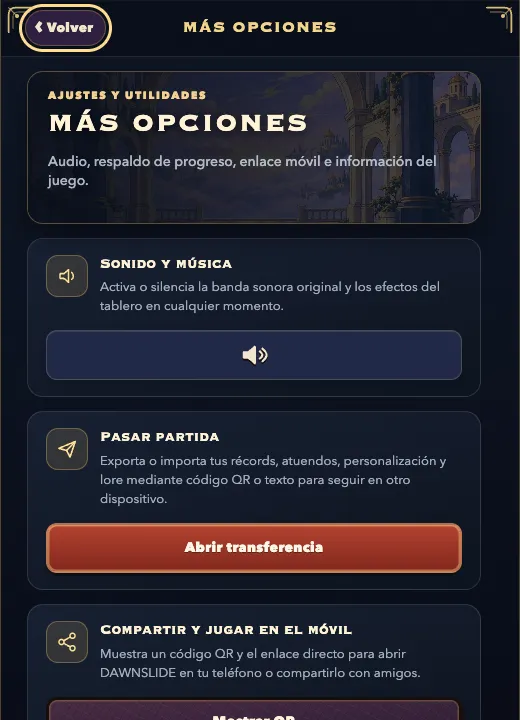 Volver
MÁS OPCIONES
AJUSTES Y UTILIDADES
MÁS OPCIONES
Audio, respaldo de progreso, enlace móvil e información del
juego.
SONIDO Y MÚSICA
Activa o silencia la banda sonora original y los efectos del
tablero en cualquier momento.
PASAR PARTIDA
Exporta o importa tus récords, atuendos, personalización y
lore mediante código QR o texto para seguir en otro
dispositivo.
Abrir transferencia
COMPARTIR Y JUGAR EN EL MÓVIL
Muestra un código QR y el enlace directo para abrir
DAWNSLIDE en tu teléfono o compartirlo con amigos.
Mostrar QR